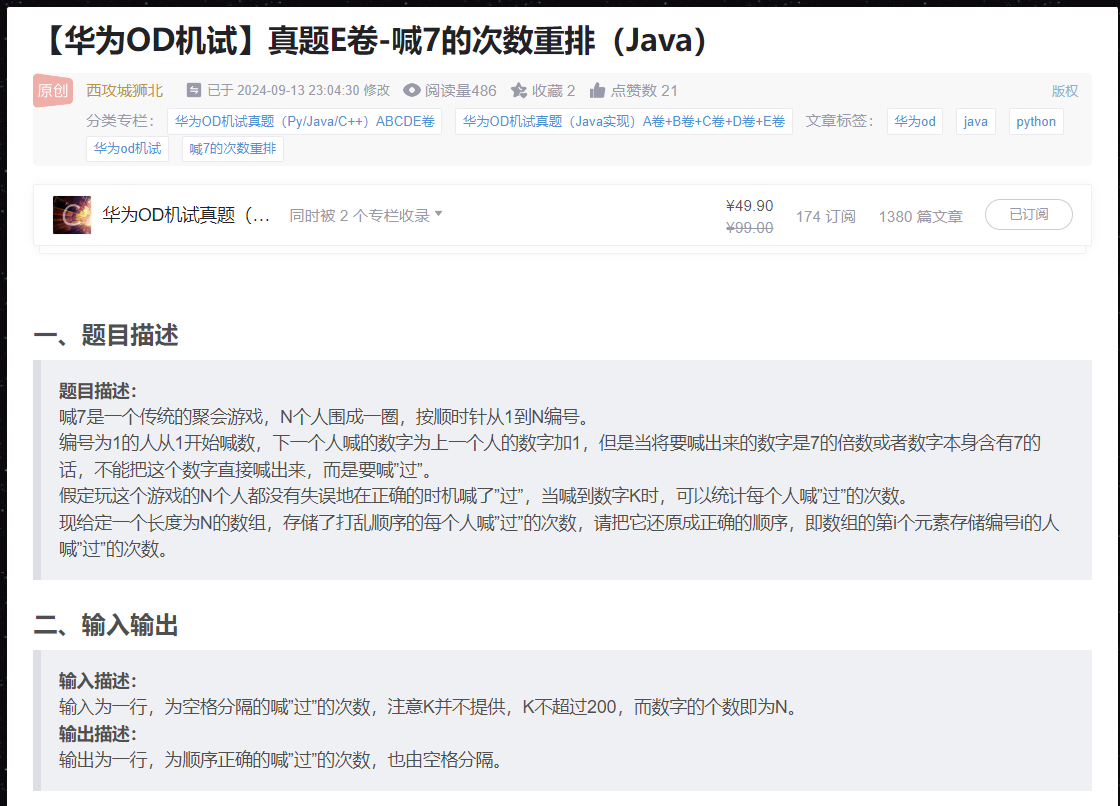 【华为OD机试】真题E卷-喊7的次数重排（Java）
原创 西攻城狮北 已于 2024-09-13 23:04:30 修改 阅读量486 收藏 2 点赞数 21 版权
分类专栏： 华为OD机试真题（Py/Java/C++）ABCDE卷 华为OD机试真题（Java实现）A卷+B卷+C卷+D卷+E卷 文章标签： 华为od java python
华为od机试 喊7的次数重排
华为OD机试真题（... 同时被 2 个专栏收录 ¥49.90 174 订阅 1380 篇文章 已订阅
¥99.00
一、题目描述
题目描述：
喊7是一个传统的聚会游戏，N个人围成一圈，按顺时针从1到N编号。
编号为1的人从1开始喊数，下一个人喊的数字为上一个人的数字加1，但是当将要喊出来的数字是7的倍数或者数字本身含有7的
话，不能把这个数字直接喊出来，而是要喊”过”。
假定玩这个游戏的N个人都没有失误地在正确的时机喊了”过”，当喊到数字K时，可以统计每个人喊”过”的次数。
现给定一个长度为N的数组，存储了打乱顺序的每个人喊”过”的次数，请把它还原成正确的顺序，即数组的第i个元素存储编号i的人
喊”过”的次数。
二、输入输出
输入描述：
输入为一行，为空格分隔的喊”过”的次数，注意K并不提供，K不超过200，而数字的个数即为N。
输出描述：
输出为一行，为顺序正确的喊”过”的次数，也由空格分隔。